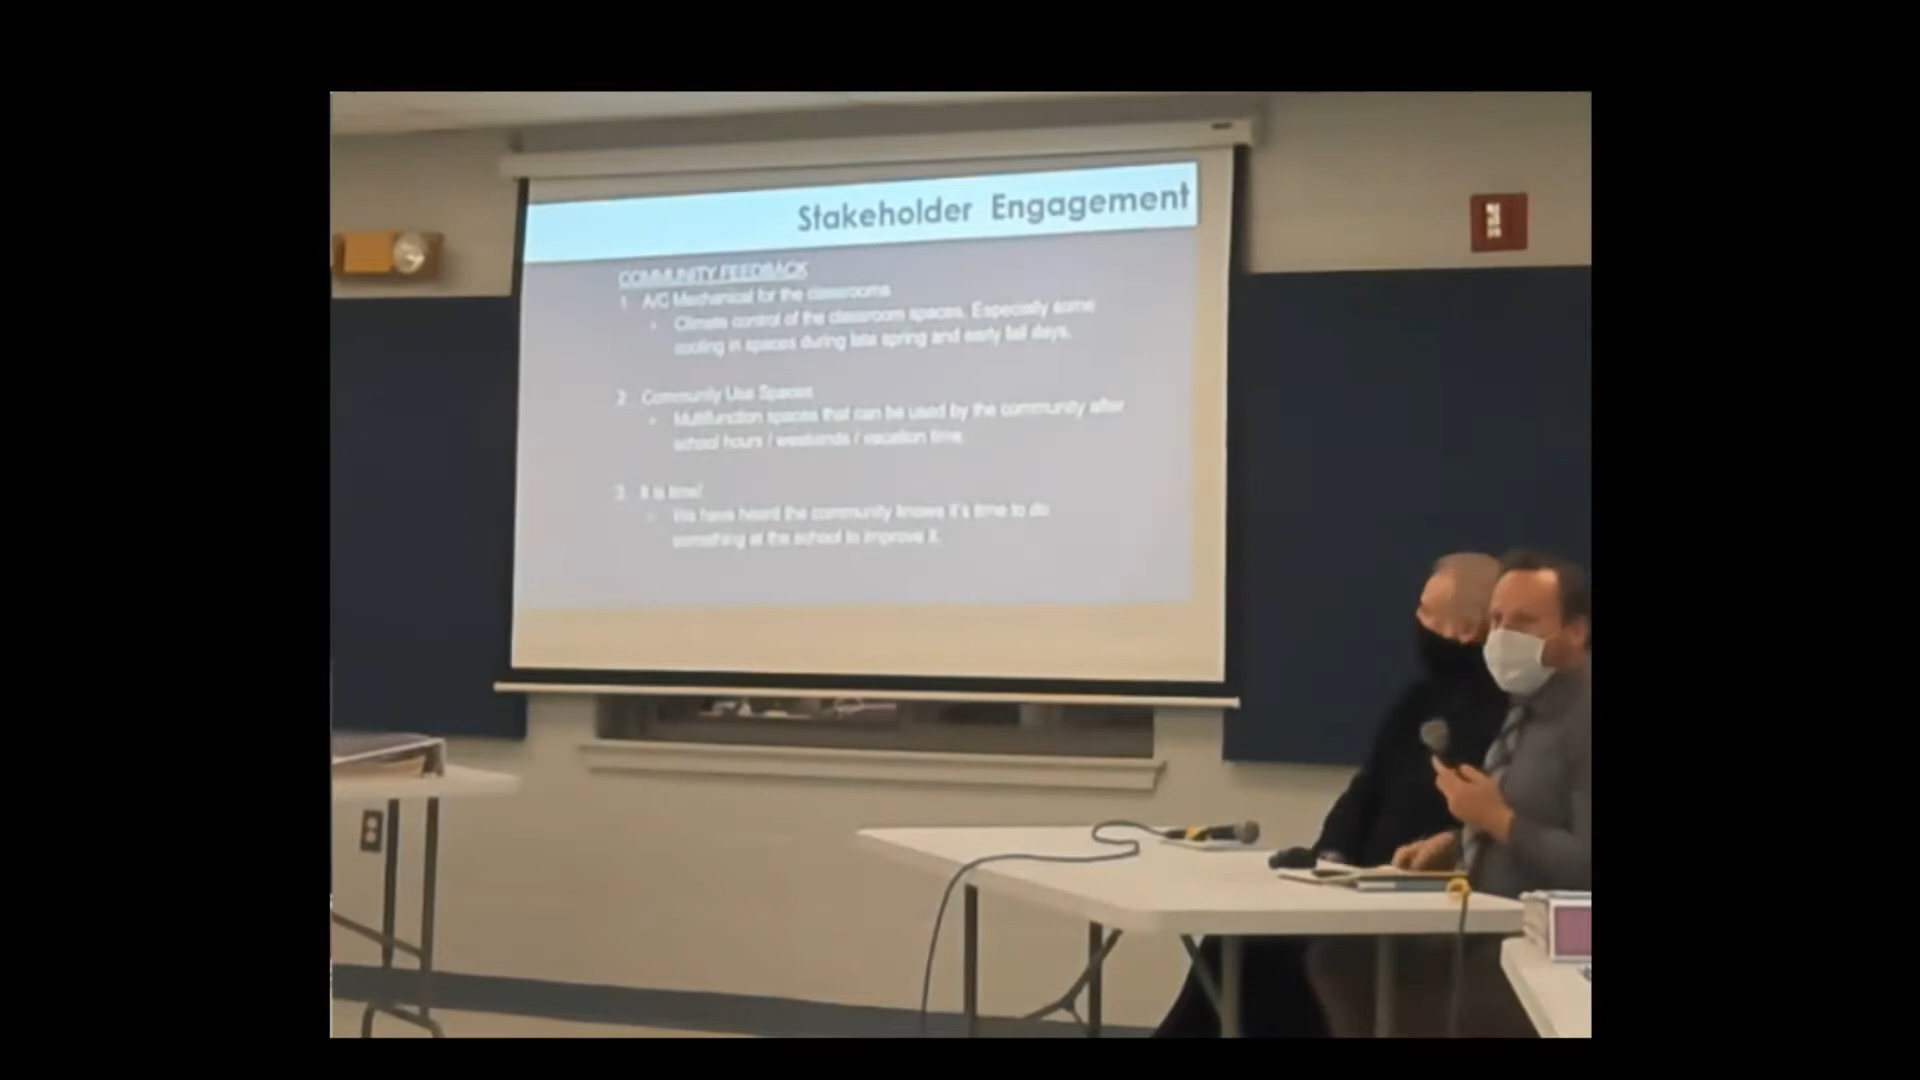 Stakeholder Engagement
COMMUNITY FEEDBACK
1. A/C Mechanical for the classrooms
Climate control of the classroom spaces. Especially some
cooling in spaces during late spring and early fall days.
2. Community Use Spaces
Multifunction spaces that can be used by the community after
school hours / weekends / vacation time
3. It is time!
We have heard the community knows it's time to do
something at the school to improve it.